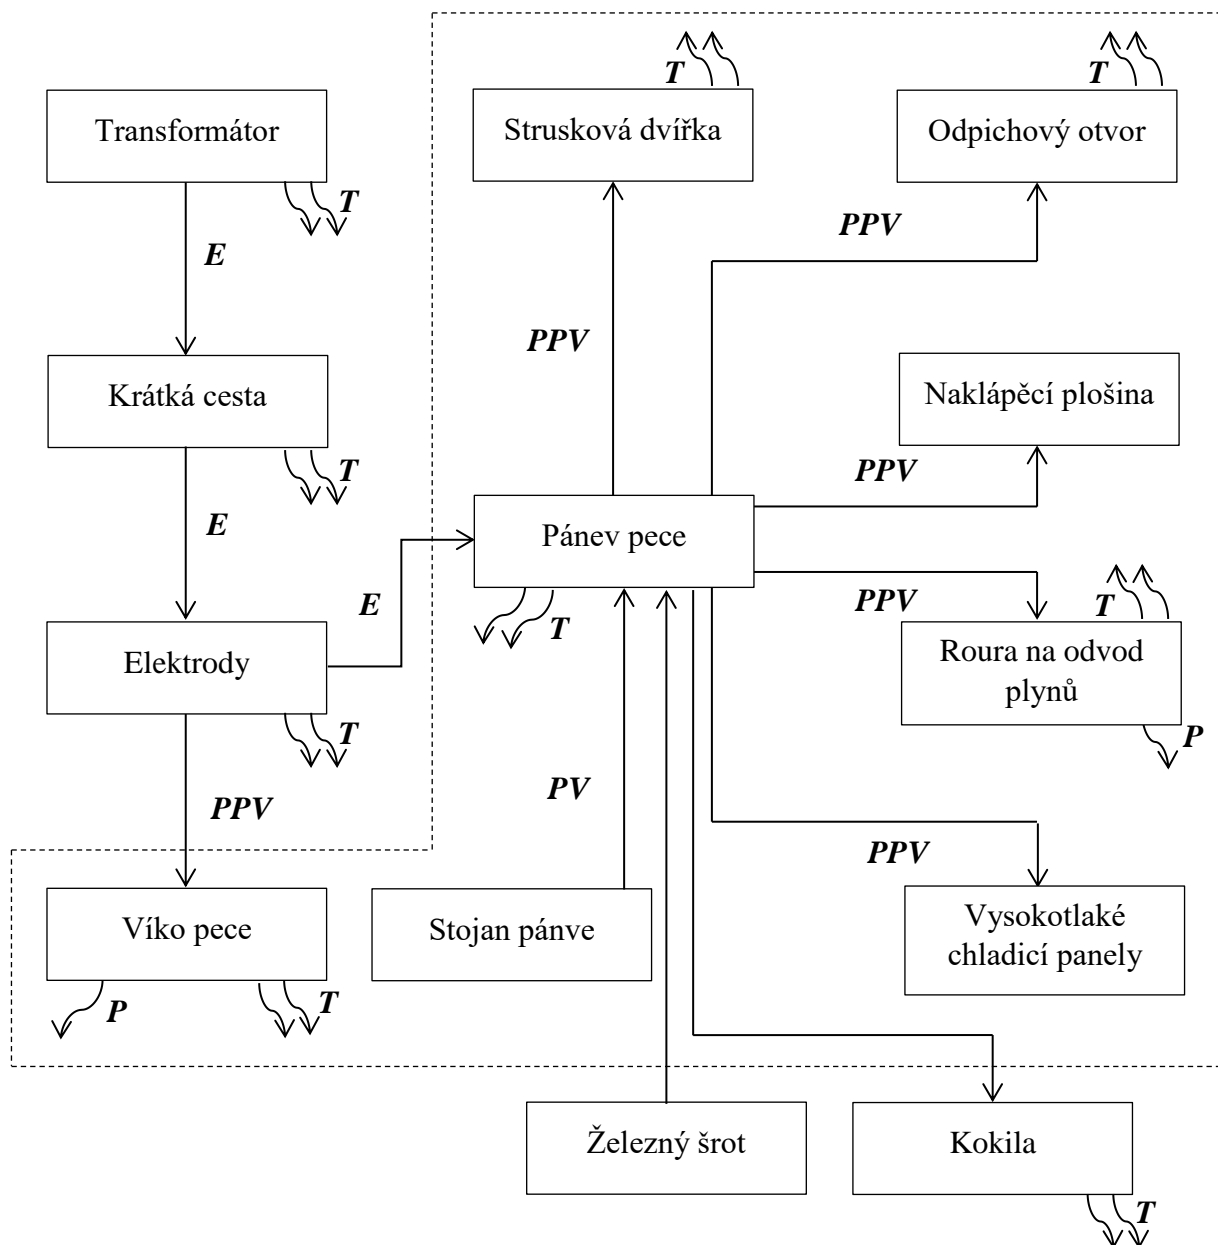 T
T
Transformátor
Strusková dvířka
Odpichový otvor
T
PPV
E
PPV
Krátká cesta
Naklápěcí plošina
T
PPV
E
Pánev pece
E
PPV
T
T
Elektrody
Roura na odvod
plynů
T
P
PV
PPV
PPV
Víko pece
Stojan pánve
Vysokotlaké
chladicí panely
P
T
Železný šrot
Kokila
T